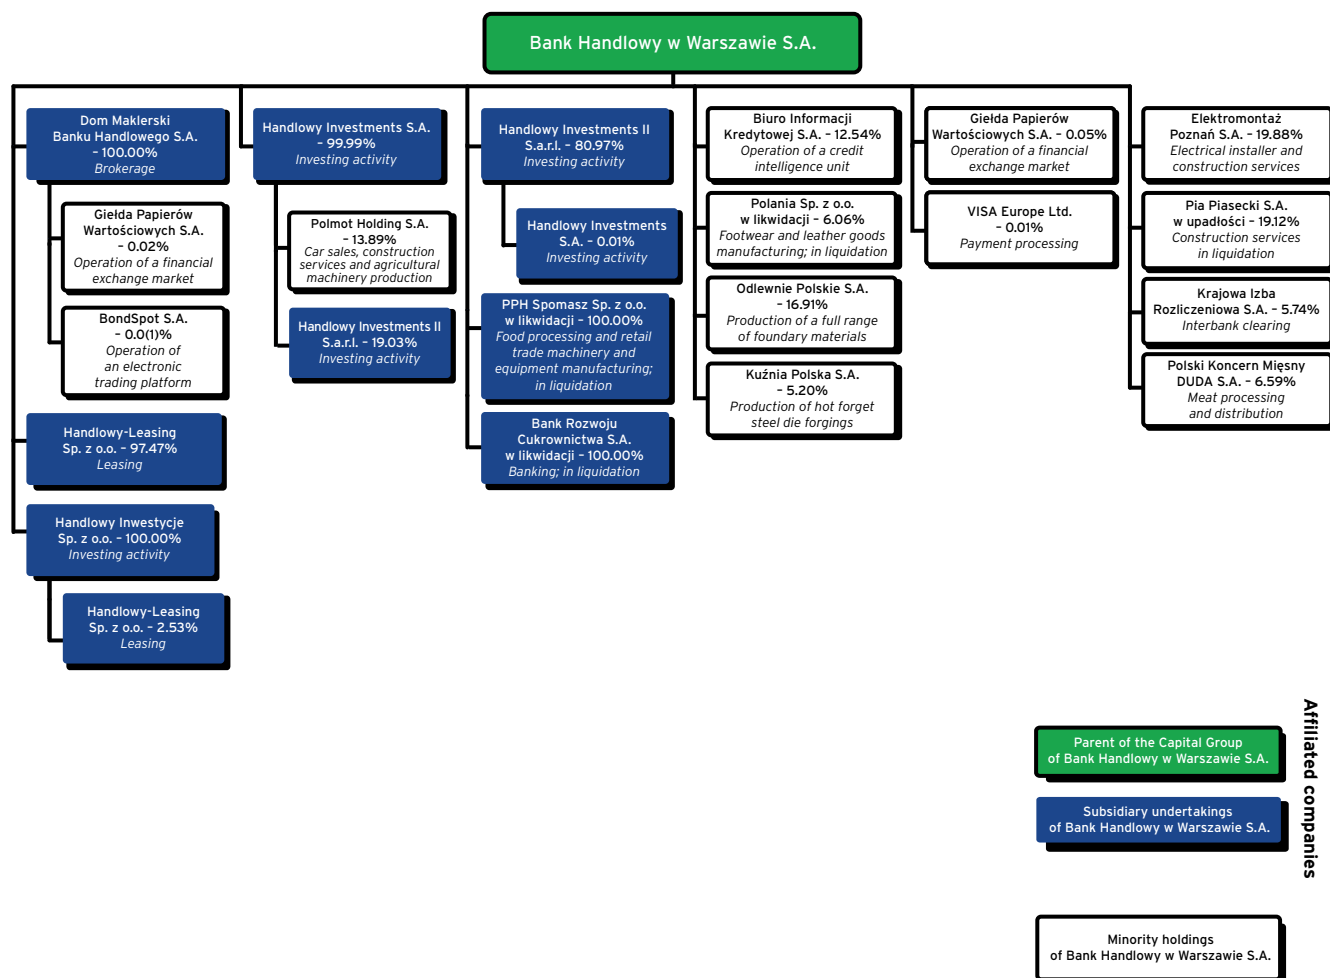 Bank Handlowy w Warszawie S.A.
Dom Maklerski
Banku Handlowego S.A.
– 100.00%
Brokerage
Giełda Papierów
Wartościowych S.A.
– 0.02%
Operation of a financial
exchange market
BondSpot S.A.
– 0.0(1)%
Operation of
an electronic
trading platform
Handlowy-Leasing
Sp. z o.o. – 97.47%
Leasing
Handlowy Inwestycje
Sp. z o.o. – 100.00%
Investing activity
Handlowy-Leasing
Sp. z o.o. – 2.53%
Leasing
Handlowy Investments S.A.
– 99.99%
Investing activity
Polmot Holding S.A.
– 13.89%
Car sales, construction
services and agricultural
machinery production
Handlowy Investments II
S.a.r.l. – 19.03%
Investing activity
Handlowy Investments II
S.a.r.l. – 80.97%
Investing activity
Handlowy Investments
S.A. – 0.01%
Investing activity
PPH Spomasz Sp. z o.o.
w likwidacji – 100.00%
Food processing and retail
trade machinery and
equipment manufacturing;
in liquidation
Bank Rozwoju
Cukrownictwa S.A.
w likwidacji – 100.00%
Banking; in liquidation
Biuro Informacji
Kredytowej S.A. – 12.54%
Operation of a credit
intelligence unit
Polania Sp. z o.o.
w likwidacji – 6.06%
Footwear and leather goods
manufacturing; in liquidation
Odlewnie Polskie S.A.
– 16.91%
Production of a full range
of foundary materials
Kuźnia Polska S.A.
– 5.20%
Production of hot forget
steel die forgings
Giełda Papierów
Wartościowych S.A. – 0.05%
Operation of a financial
exchange market
VISA Europe Ltd.
– 0.01%
Payment processing
Elektromontaż
Poznań S.A. – 19.88%
Electrical installer and
construction services
Pia Piasecki S.A.
w upadłości – 19.12%
Construction services
in liquidation
Krajowa Izba
Rozliczeniowa S.A. – 5.74%
Interbank clearing
Polski Koncern Mięsny
DUDA S.A. – 6.59%
Meat processing
and distribution
Affiliated companies
Parent of the Capital Group
of Bank Handlowy w Warszawie S.A.
Subsidiary undertakings
of Bank Handlowy w Warszawie S.A.
Minority holdings
of Bank Handlowy w Warszawie S.A.